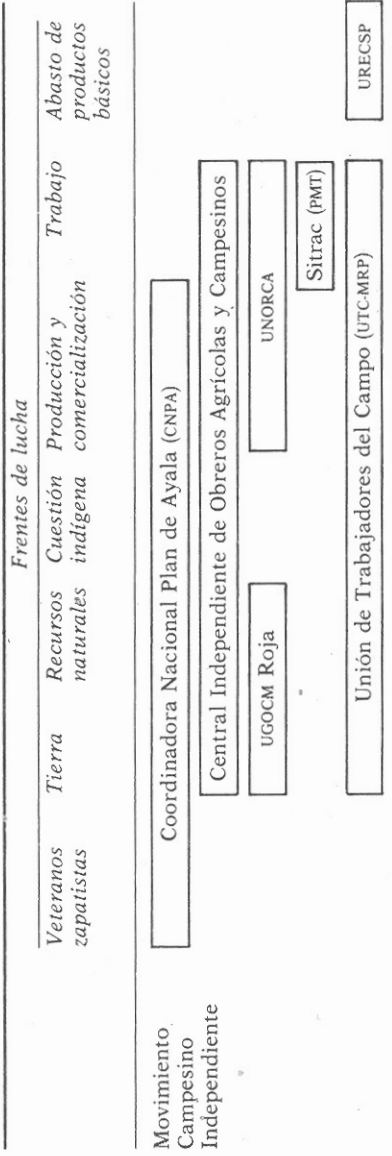 Frentes de lucha
Veteranos zapatistas
Tierra
Recursos naturales
Cuestión indígena
Producción y comercialización
Trabajo
Abasto de productos básicos
Movimiento
Campesino
Independiente
Coordinadora Nacional Plan de Ayala (CNPA)
Central Independiente de Obreros Agrícolas y Campesinos
UGOCM Roja
UNORCA
Sitrac (PMT)
Unión de Trabajadores del Campo (UTC-MRP)
URECSP